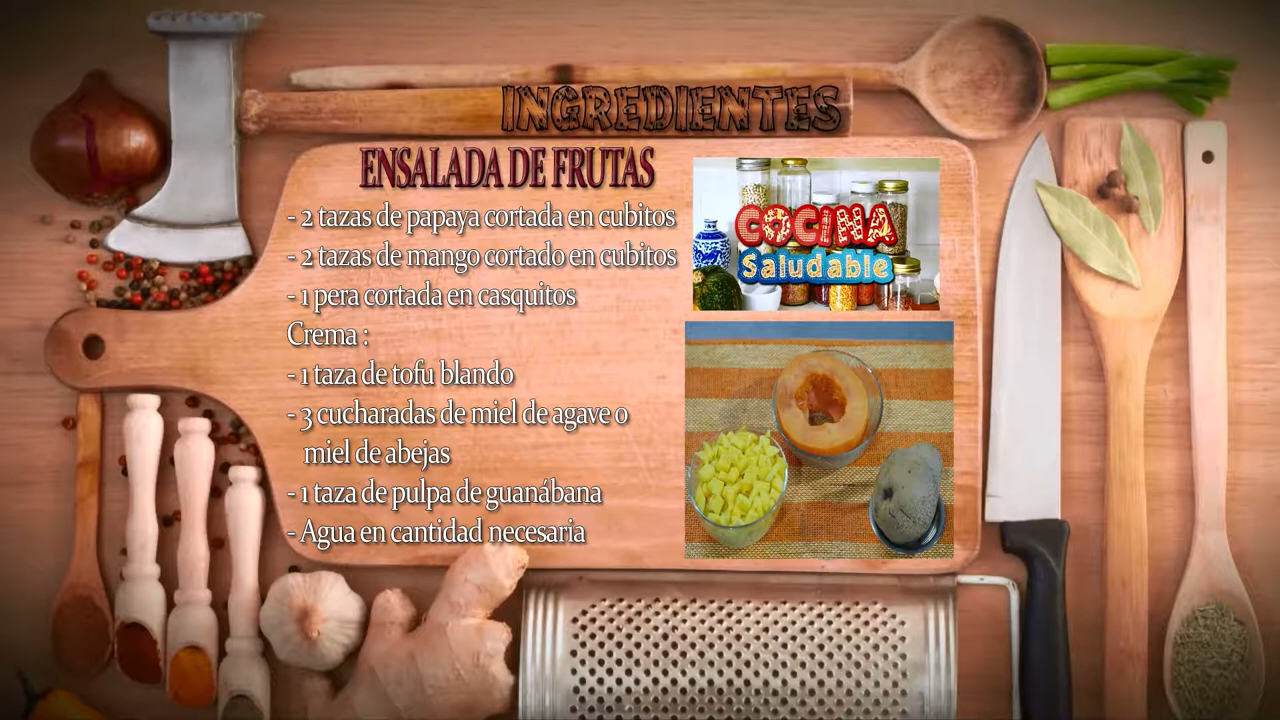 INGREDIENTES
ENSALADA DE FRUTAS
- 2 tazas de papaya cortada en cubitos
- 2 tazas de mango cortado en cubitos
- 1 pera cortada en casquitos
Crema :
- 1 taza de tofu blando
- 3 cucharadas de miel de agave o
miel de abejas
- 1 taza de pulpa de guanábana
- Agua en cantidad necesaria
COCINA
Saludable